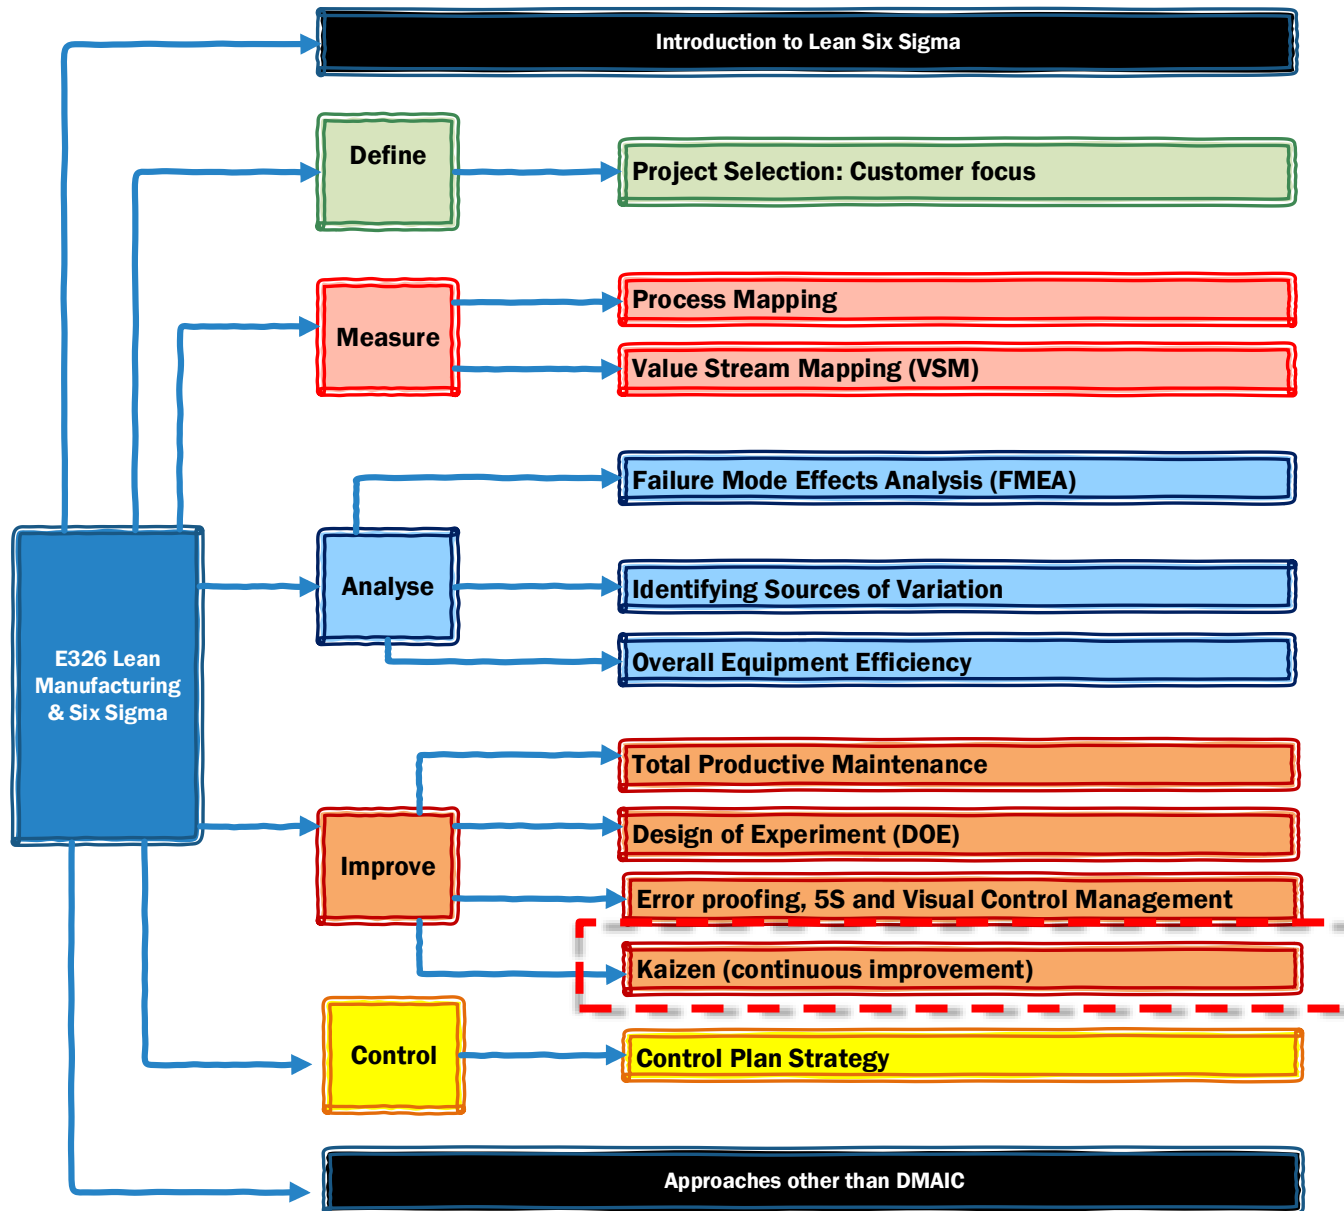 Introduction to Lean Six Sigma
Define
Project Selection: Customer focus
Measure
Process Mapping
Value Stream Mapping (VSM)
Failure Mode Effects Analysis (FMEA)
Analyse
Identifying Sources of Variation
Overall Equipment Efficiency
E326 Lean
Manufacturing
& Six Sigma
Total Productive Maintenance
Design of Experiment (DOE)
Improve
Error proofing, 5S and Visual Control Management
Kaizen (continuous improvement)
Control
Control Plan Strategy
Approaches other than DMAIC